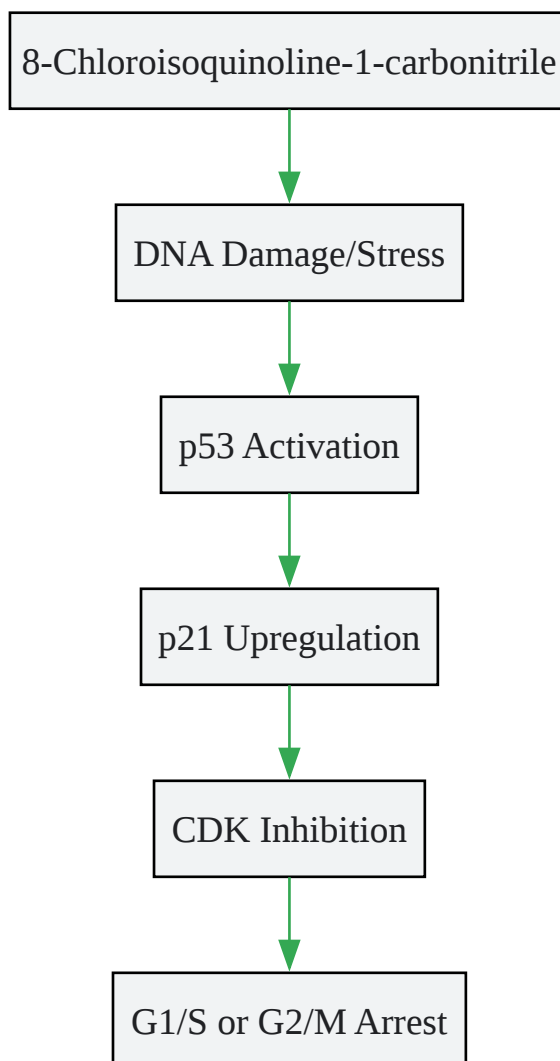 8-Chloroisoquinoline-1-carbonitrile
DNA Damage/Stress
p53 Activation
p21 Upregulation
CDK Inhibition
G1/S or G2/M Arrest